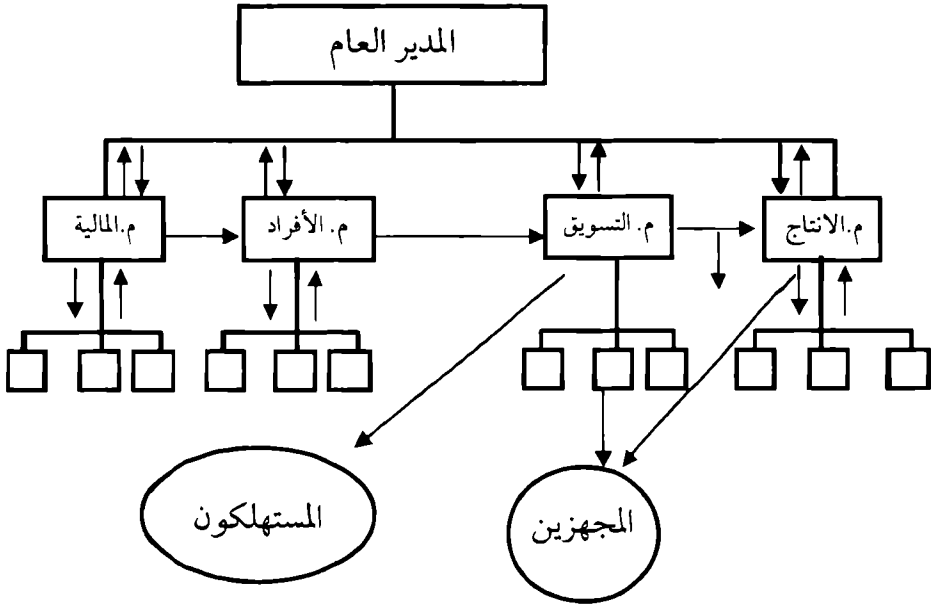 المدير العام
م.الانتاج
م. التسويق
م. الأفراد
م.المالية
المجهزين
المستهلكون